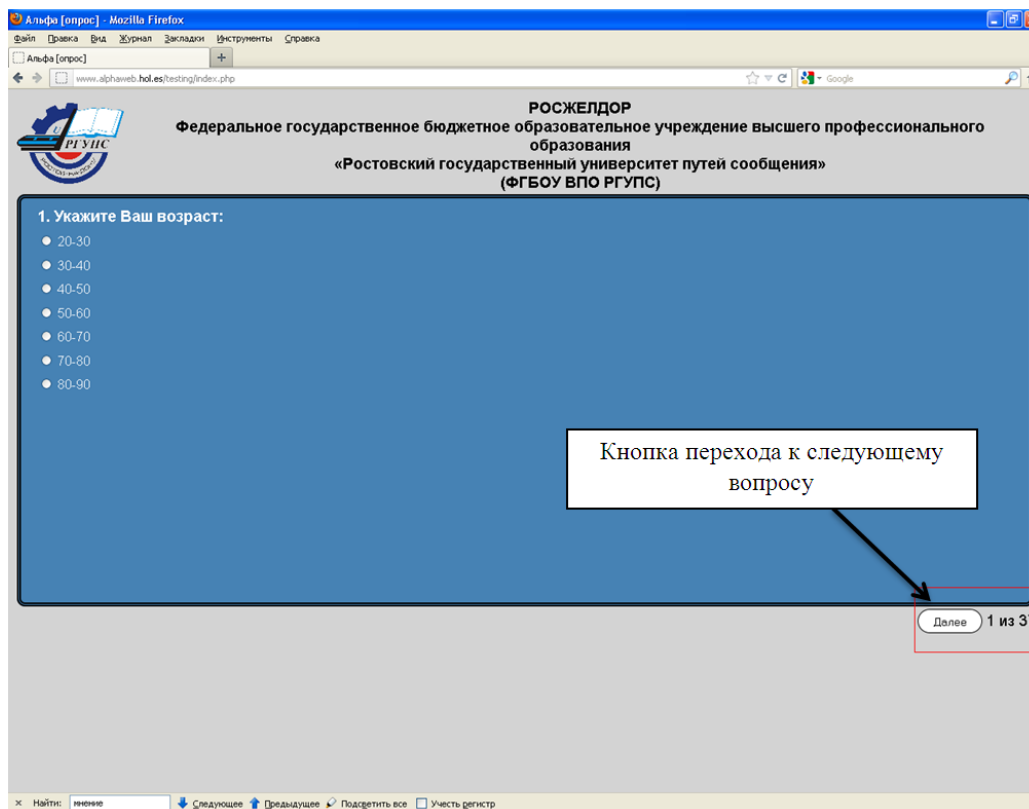 Альфа [опрос] - Mozilla Firefox
Файл Правка Вид Журнал Закладки Инструменты Справка
Альфа [опрос] +
www.alphaweb.hol.es/testing/index.php Google
РОСЖЕЛДОР
Федеральное государственное бюджетное образовательное учреждение высшего профессионального
образования
«Ростовский государственный университет путей сообщения»
(ФГБОУ ВПО РГУПС)
РГУПС
1. Укажите Ваш возраст:
20-30
30-40
40-50
50-60
60-70
70-80
80-90
Кнопка перехода к следующему
вопросу
Далее 1 из
× Найти: мнение Следующее Предыдущее Подсветить все Учесть регистр